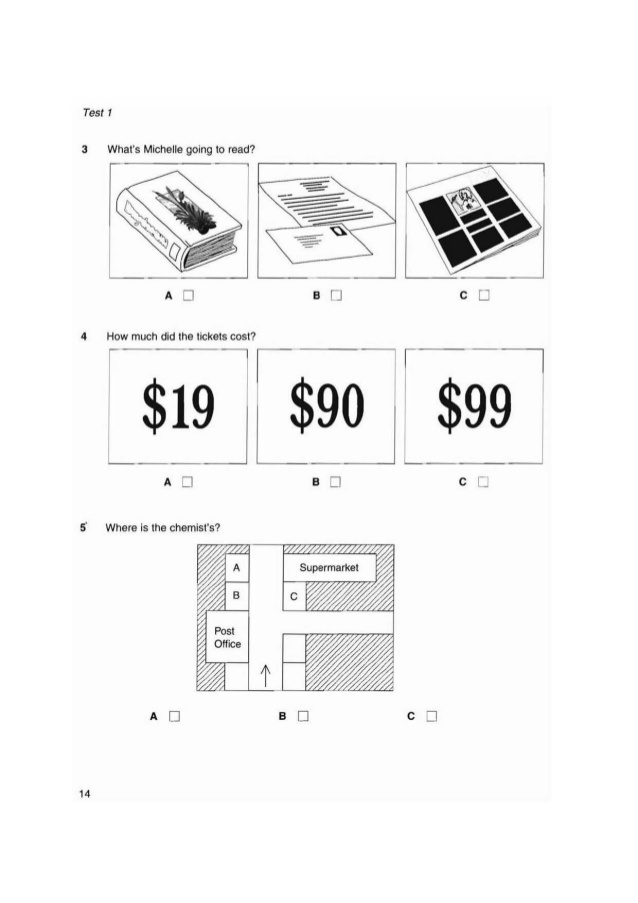 Test 1
3 What's Michelle going to read?
A B C
4 How much did the tickets cost?
$19 $90 $99
A B C
5 Where is the chemist's?
A Supermarket
B C
Post
Office
A B C
14